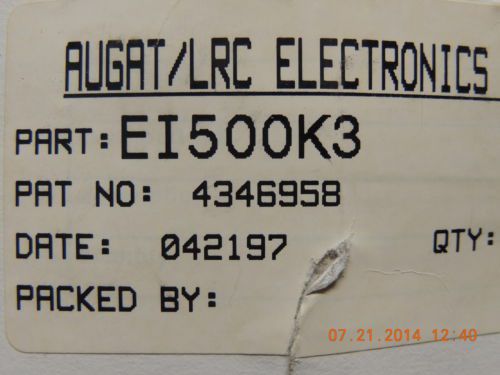 AUGAT/LRC ELECTRONICS
PART: EI500K3
PAT NO: 4346958
DATE: 042197 QTY:
PACKED BY:
07.21.2014 12:40